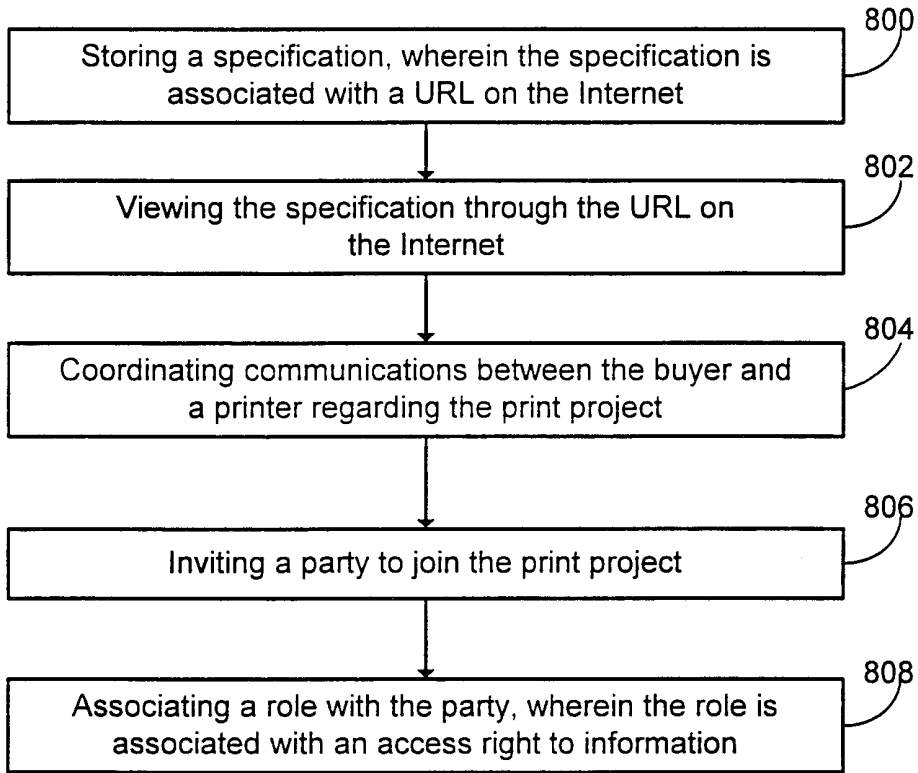 800
Storing a specification, wherein the specification is
associated with a URL on the Internet
802
Viewing the specification through the URL on
the Internet
804
Coordinating communications between the buyer and
a printer regarding the print project
806
Inviting a party to join the print project
808
Associating a role with the party, wherein the role is
associated with an access right to information